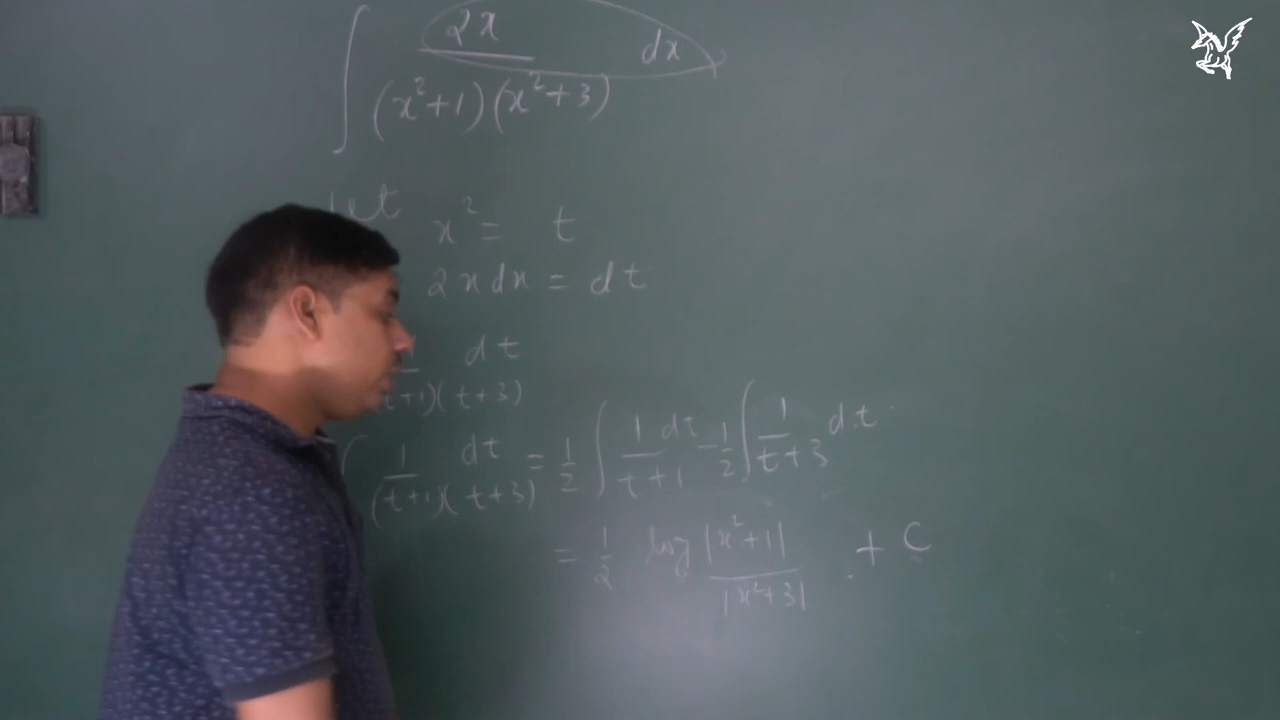 ∫ 2x/(x²+1)(x²+3) dx
Let x² = t
2x dx = dt
1/(t+1)(t+3) dt
∫ 1/(t+1)(t+3) dt = 1/2 ∫ 1/t+1 dt - 1/2 ∫ 1/t+3 dt
= 1/2 log |x²+1|/|x²+3| + C